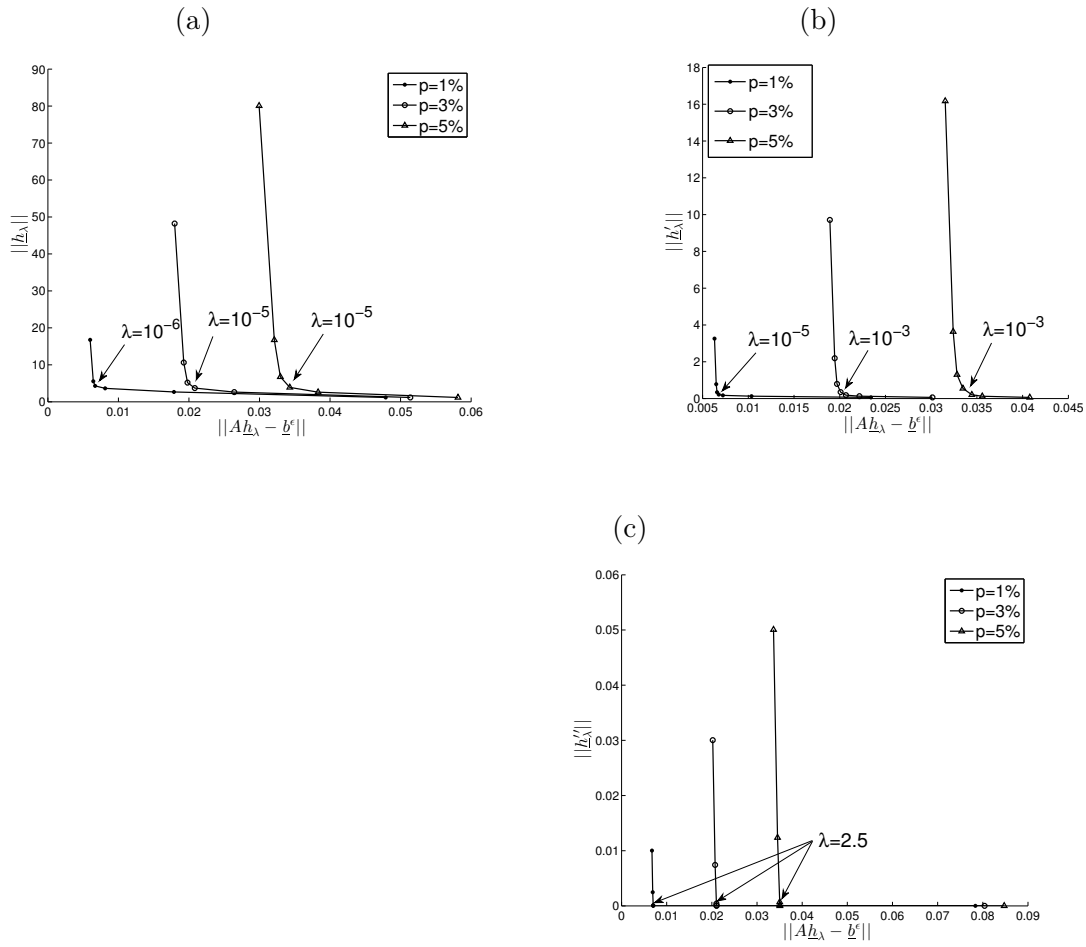 (a)
90
80
70
60
50
40
30
20
10
0
||h_λ||
p=1%
p=3%
p=5%
λ=10⁻⁶
λ=10⁻⁵
λ=10⁻⁵
0
0.01
0.02
0.03
0.04
0.05
0.06
||Ah_λ − b^ϵ||
(b)
18
16
14
12
10
8
6
4
2
0
||h′_λ||
p=1%
p=3%
p=5%
λ=10⁻⁵
λ=10⁻³
λ=10⁻³
0.005
0.01
0.015
0.02
0.025
0.03
0.035
0.04
0.045
||Ah_λ − b^ϵ||
(c)
0.06
0.05
0.04
0.03
0.02
0.01
0
||h″_λ||
p=1%
p=3%
p=5%
λ=2.5
0
0.01
0.02
0.03
0.04
0.05
0.06
0.07
0.08
0.09
||Ah_λ − b^ϵ||